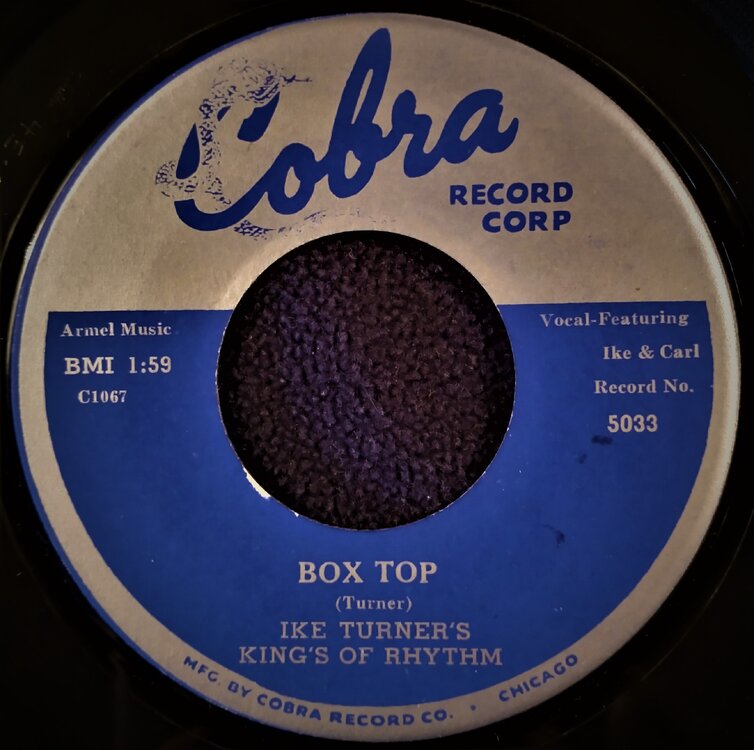 Cobra
RECORD
CORP
Armel Music
BMI 1:59
C1067
Vocal-Featuring
Ike & Carl
Record No.
5033
BOX TOP
(Turner)
IKE TURNER'S
KING'S OF RHYTHM
MFG. BY COBRA RECORD CO. • CHICAGO